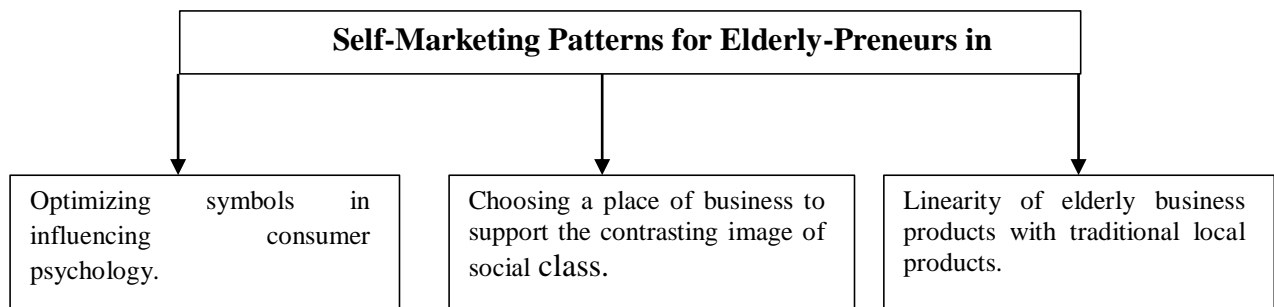 Self-Marketing Patterns for Elderly-Preneurs in
Optimizing symbols in
influencing consumer
psychology.
Choosing a place of business to
support the contrasting image of
social class.
Linearity of elderly business
products with traditional local
products.